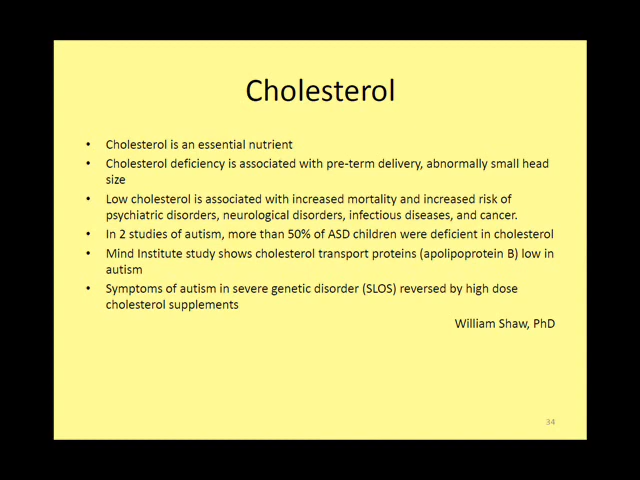 Cholesterol
• Cholesterol is an essential nutrient
• Cholesterol deficiency is associated with pre-term delivery, abnormally small head
size
• Low cholesterol is associated with increased mortality and increased risk of
psychiatric disorders, neurological disorders, infectious diseases, and cancer.
• In 2 studies of autism, more than 50% of ASD children were deficient in cholesterol
• Mind Institute study shows cholesterol transport proteins (apolipoprotein B) low in
autism
• Symptoms of autism in severe genetic disorder (SLOS) reversed by high dose
cholesterol supplements
William Shaw, PhD
34